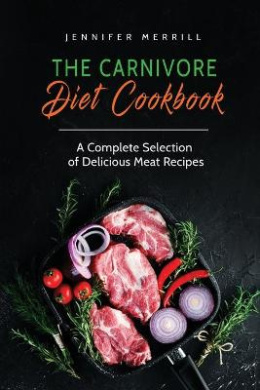 JENNIFER MERRILL
THE CARNIVORE
Diet Cookbook
A Complete Selection
of Delicious Meat Recipes